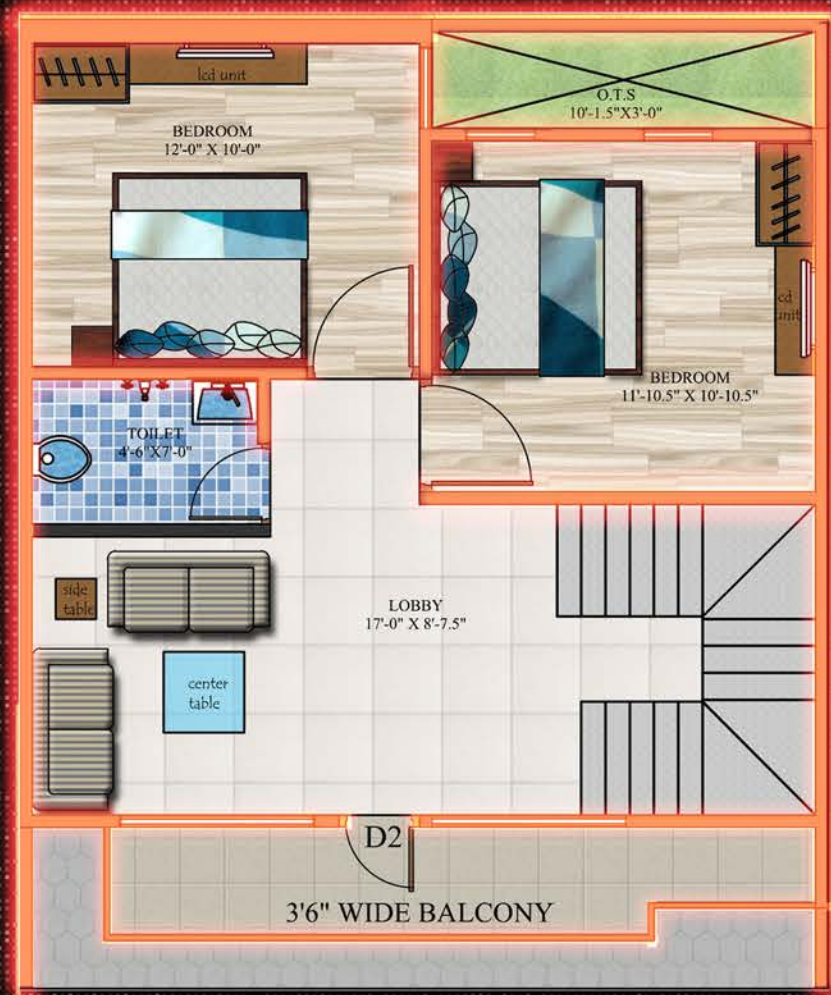 lcd unit
BEDROOM
12'-0" X 10'-0"
O.T.S
10'-1.5"X3'-0"
cd
unit
BEDROOM
11'-10.5" X 10'-10.5"
TOILET
4'-6"X7'-0"
side
table
LOBBY
17'-0" X 8'-7.5"
center
table
D2
3'6" WIDE BALCONY